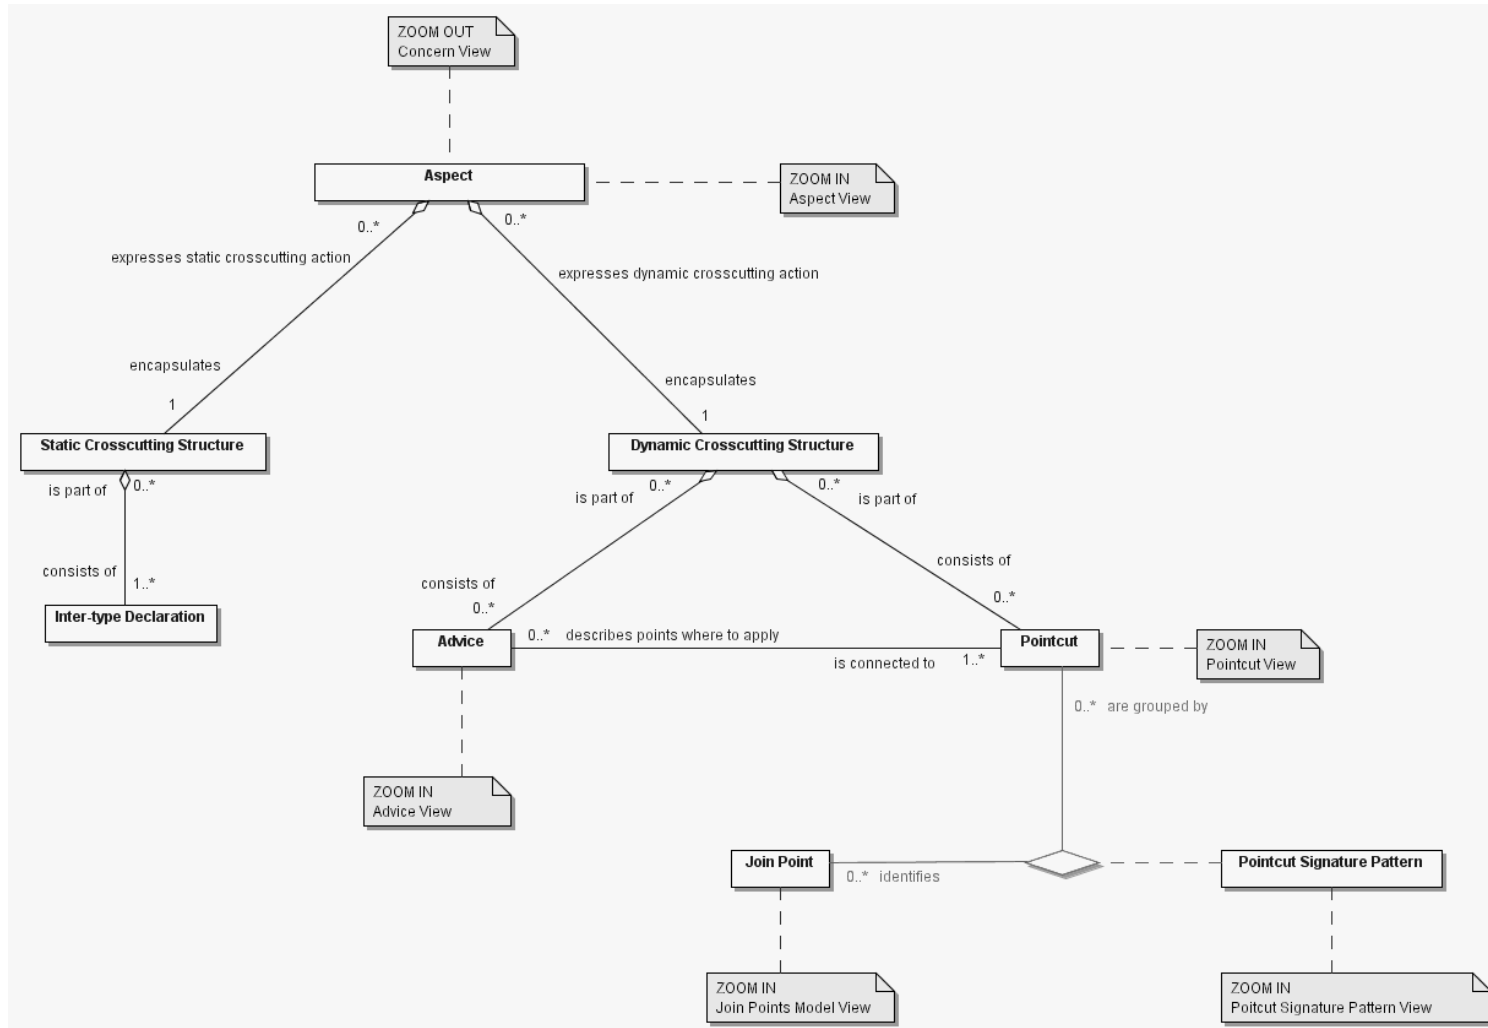 ZOOM OUT
Concern View
Aspect
ZOOM IN
Aspect View
0..*
0..*
expresses static crosscutting action
expresses dynamic crosscutting action
encapsulates
encapsulates
1
1
Static Crosscutting Structure
Dynamic Crosscutting Structure
is part of
0..*
is part of
0..*
0..*
is part of
consists of
1..*
consists of
0..*
consists of
0..*
Inter-type Declaration
Advice
0..* describes points where to apply
is connected to 1..*
Pointcut
ZOOM IN
Pointcut View
0..* are grouped by
ZOOM IN
Advice View
Join Point
0..* identifies
Pointcut Signature Pattern
ZOOM IN
Join Points Model View
ZOOM IN
Poitcut Signature Pattern View